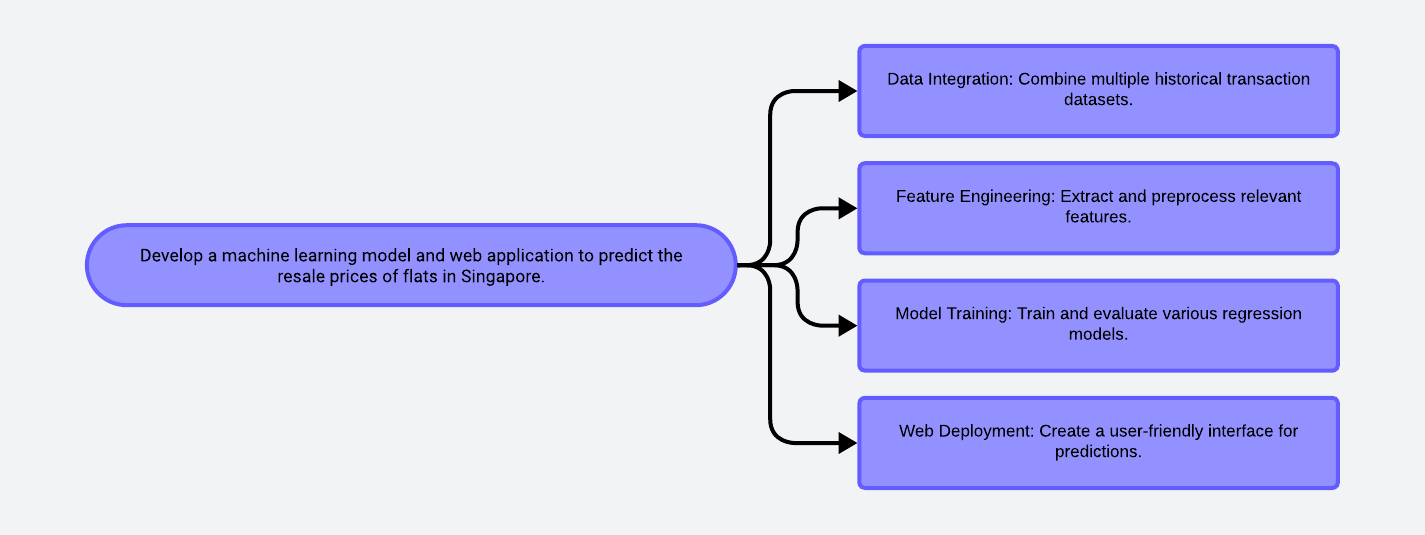 Data Integration: Combine multiple historical transaction
datasets.
Feature Engineering: Extract and preprocess relevant
features.
Develop a machine learning model and web application to predict the
resale prices of flats in Singapore.
Model Training: Train and evaluate various regression
models.
Web Deployment: Create a user-friendly interface for
predictions.